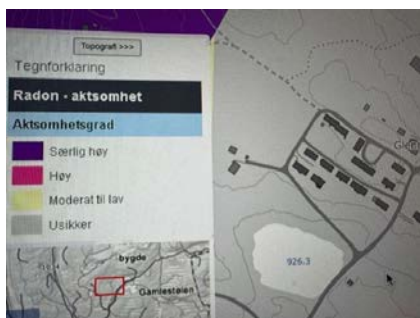 Topografi >>>
Tegnforklaring
Radon - aktsomhet
Aktsomhetsgrad
Særlig høy
Høy
Moderat til lav
Usikker
bygde
Gamlestølen
926.3